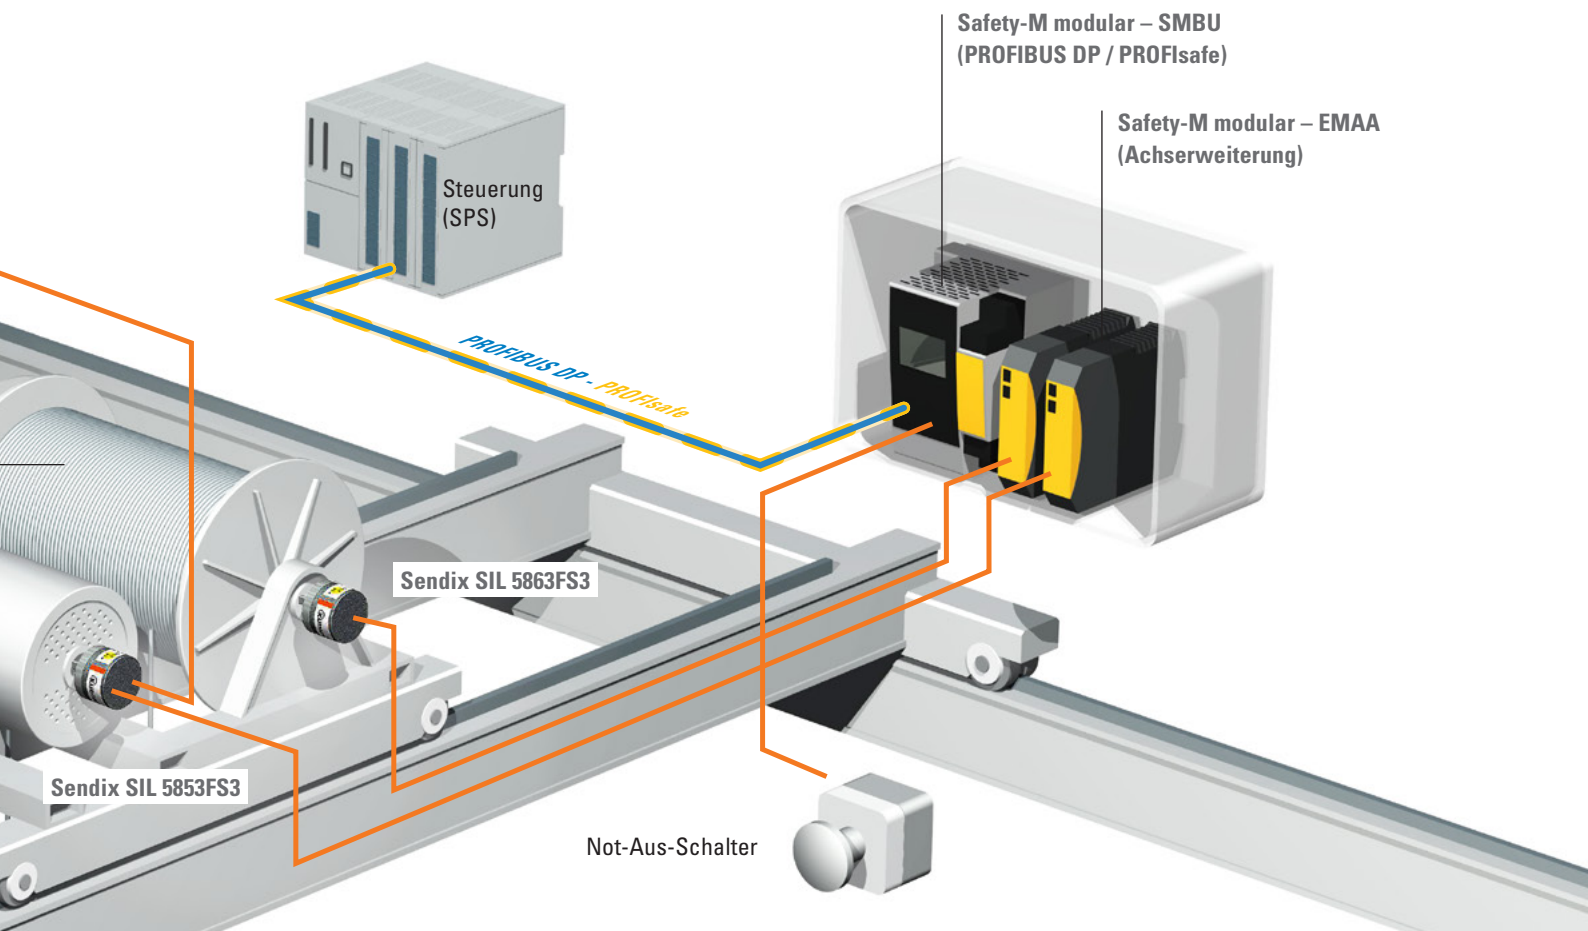 Safety-M modular – SMBU
(PROFIBUS DP / PROFIsafe)
Safety-M modular – EMAA
(Achserweiterung)
Steuerung
(SPS)
PROFIBUS DP - PROFIsafe
Sendix SIL 5863FS3
Sendix SIL 5853FS3
Not-Aus-Schalter